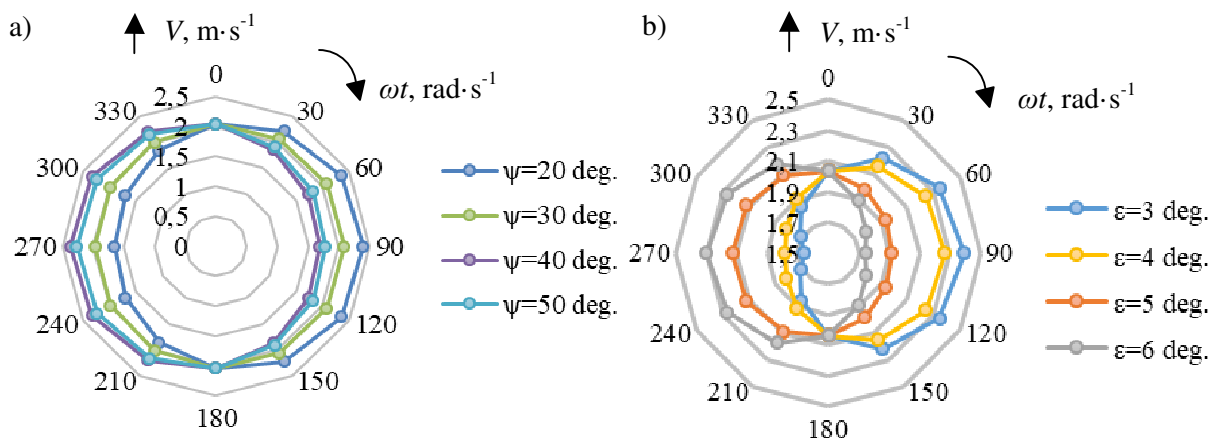 a)
V, m·s⁻¹
ωt, rad·s⁻¹
0
30
60
90
120
150
180
210
240
270
300
330
2,5
2
1,5
1
0,5
0
ψ=20 deg.
ψ=30 deg.
ψ=40 deg.
ψ=50 deg.
b)
V, m·s⁻¹
ωt, rad·s⁻¹
0
30
60
90
120
150
180
210
240
270
300
330
2,5
2,3
2,1
1,9
1,7
1,5
ε=3 deg.
ε=4 deg.
ε=5 deg.
ε=6 deg.